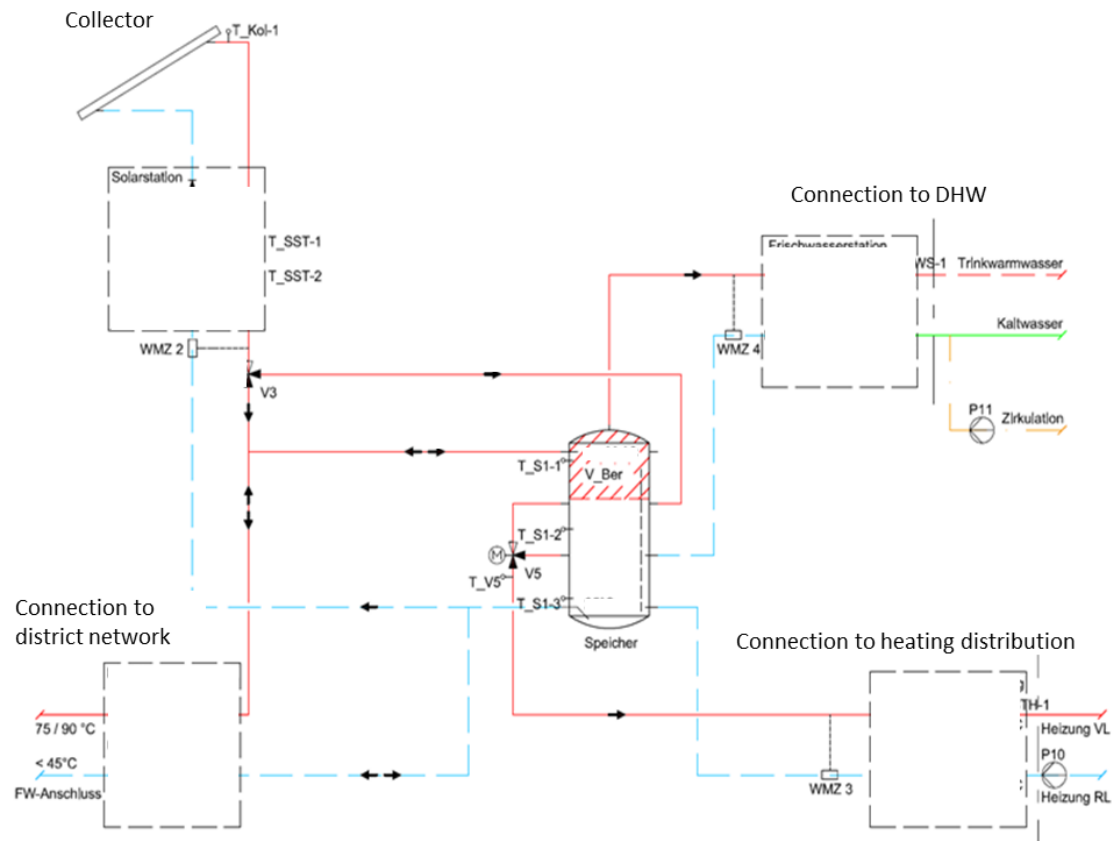 Collector
T_Kol-1
Solarstation
T_SST-1
T_SST-2
WMZ 2
V3
Connection to DHW
Frischwasserstation
WS-1
Trinkwarmwasser
Kaltwasser
WMZ 4
P11
Zirkulation
T_S1-1
V_Ber
T_S1-2
M
V5
T_V5
T_S1-3
Speicher
Connection to
district network
75 / 90 °C
< 45°C
FW-Anschluss
Connection to heating distribution
TH-1
Heizung VL
P10
WMZ 3
Heizung RL